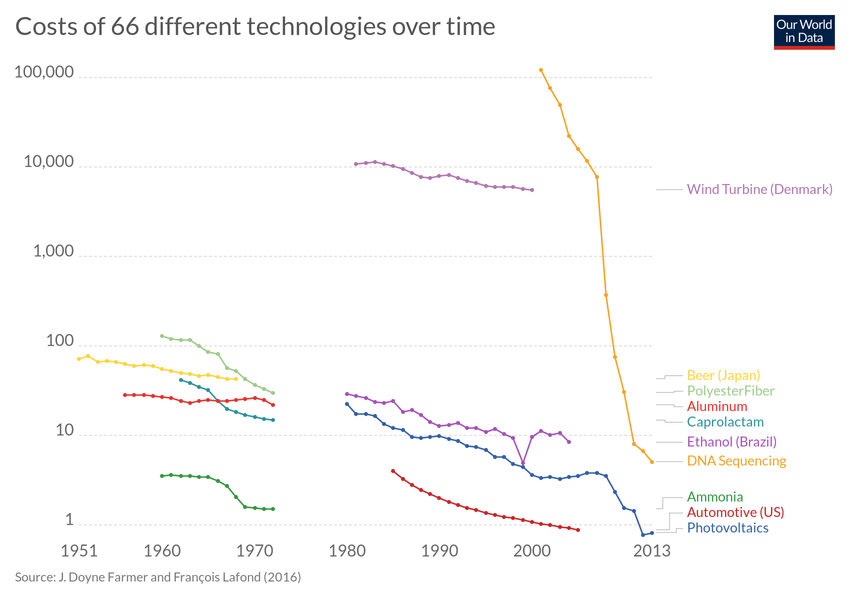 Costs of 66 different technologies over time
Our World
in Data
100,000
10,000
1,000
100
10
1
1951 1960 1970 1980 1990 2000 2013
Wind Turbine (Denmark)
Beer (Japan)
PolyesterFiber
Aluminum
Caprolactam
Ethanol (Brazil)
DNA Sequencing
Ammonia
Automotive (US)
Photovoltaics
Source: J. Doyne Farmer and François Lafond (2016)